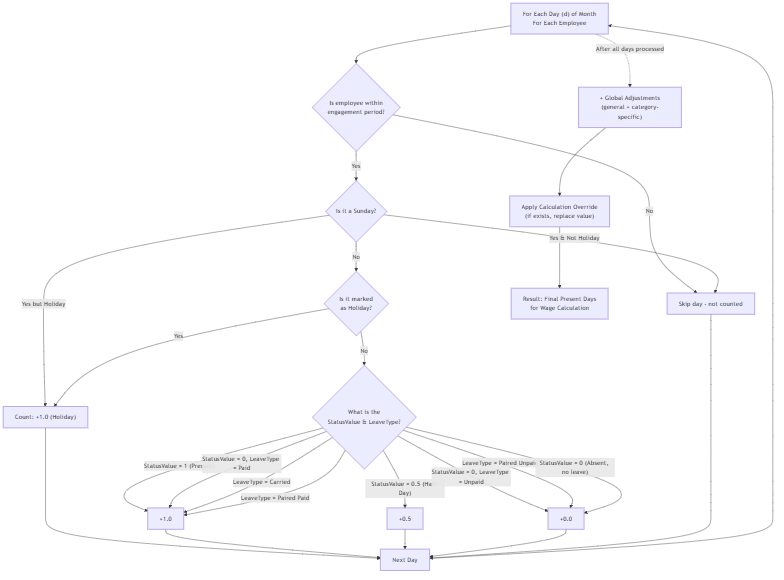 For Each Day (d) of Month
For Each Employee
After all days processed
+ Global Adjustments
(general + category-
specific)
Is employee within
engagement period?
Yes
No
Is it a Sunday?
Apply Calculation Override
(if exists, replace value)
Yes & Not Holiday
No
Yes but Holiday
Is it marked
as Holiday?
Result: Final Present Days
for Wage Calculation
Skip day - not counted
Yes
No
Count: +1.0 (Holiday)
What is the
StatusValue & LeaveType?
StatusValue = 1
StatusValue = 0, LeaveType
= Paid
LeaveType = Carried
LeaveType = Paired Paid
StatusValue = 0.5
Day)
LeaveType = Paired
StatusValue = 0, LeaveType
= Unpaid
StatusValue = 0 (Absent,
no leave)
+1.0
+0.5
+0.0
Next Day